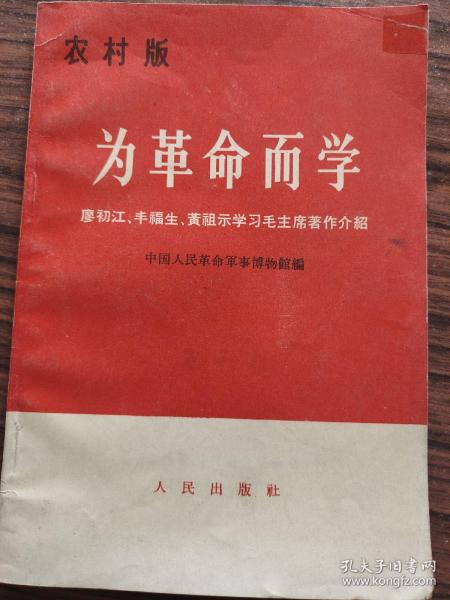 农村版
为革命而学
廖初江、丰福生、黃祖示学习毛主席著作介紹
中国人民革命軍事博物館編
人民出版社
孔夫子旧书网
www.kongfz.com